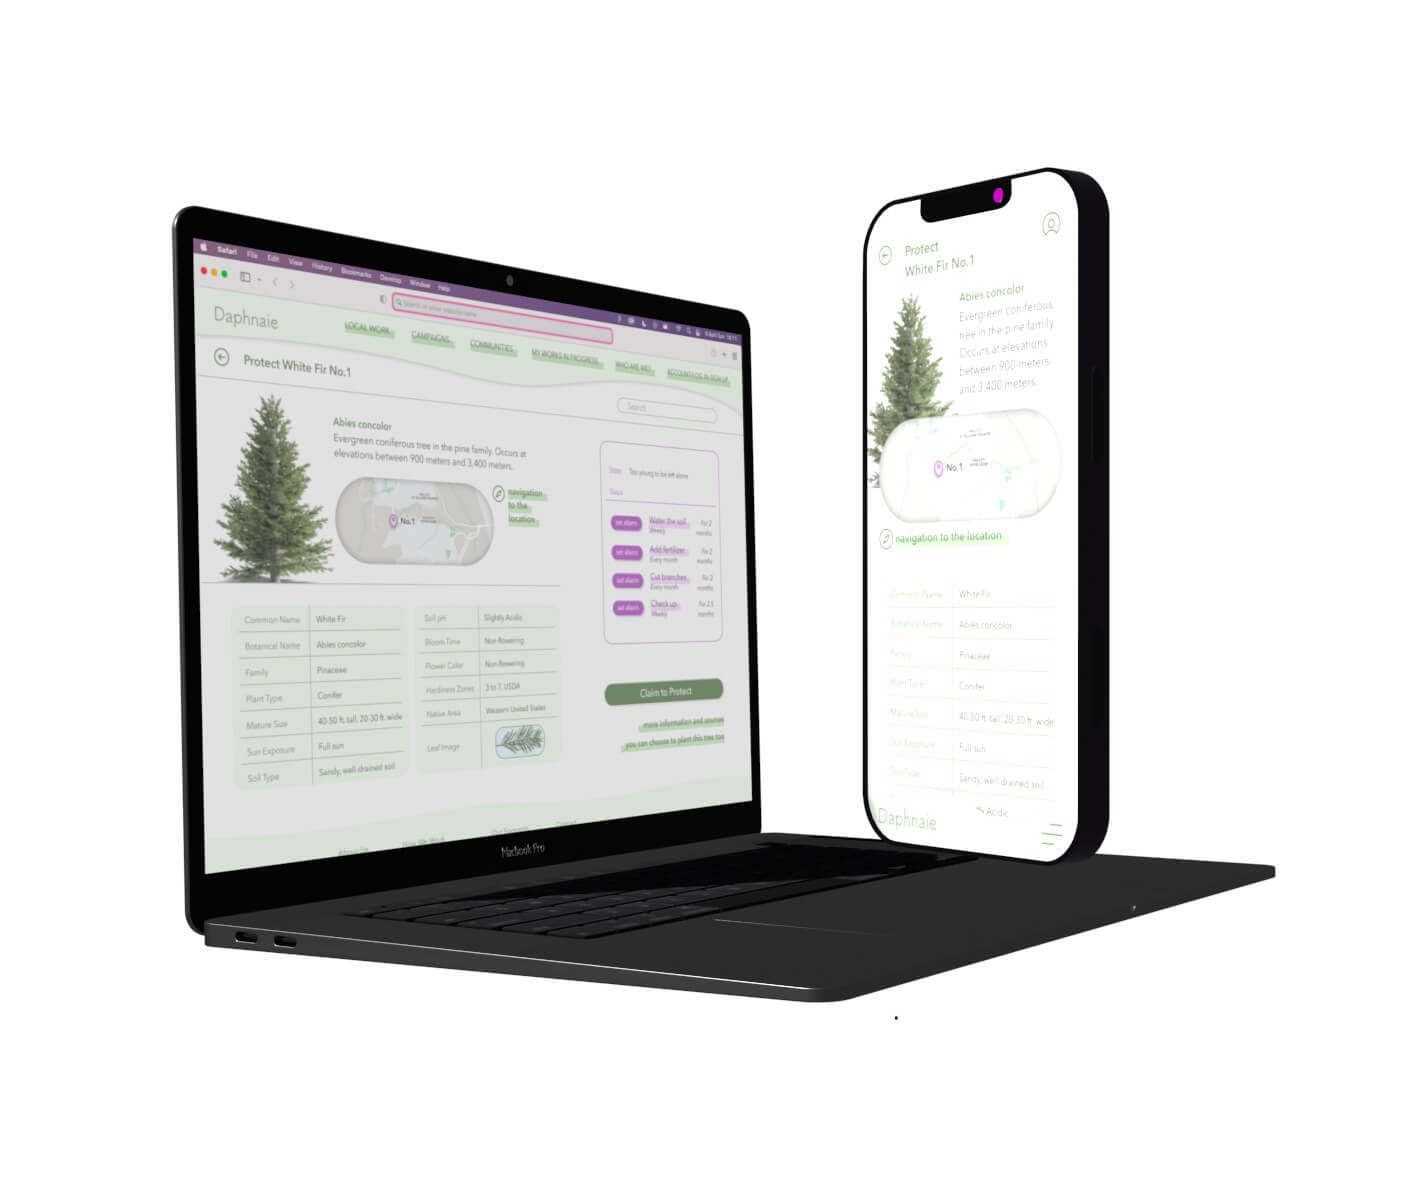 Safari File Edit View History Bookmarks Develop Window Help
Search or enter website name
Daphnaie
LOCAL WORK
CAMPAIGNS
COMMUNITIES
MY WORKS IN PROGRESS
WHO ARE WE?
ACCOUNT/LOG IN SIGN UP
Protect White Fir No.1
Search
Abies concolor
Evergreen coniferous tree in the pine family. Occurs at
elevations between 900 meters and 3,400 meters.
No.1
navigation
to the
location
State: Too young to be left alone
Steps
set alarm Water the soil For 2
Weekly months
set alarm Add fertilizer For 2
Every month months
set alarm Cut branches For 2
Every month months
set alarm Check up For 2.5
Weekly months
Claim to Protect
more information and sources
you can choose to plant this tree too
Common Name White Fir
Botanical Name Abies concolor
Family Pinaceae
Plant Type Conifer
Mature Size 40-50 ft. tall, 20-30 ft. wide
Sun Exposure Full sun
Soil Type Sandy, well-drained soil
Soil pH Slightly Acidic
Bloom Time Non-flowering
Flower Color Non-flowering
Hardiness Zones 3 to 7, USDA
Native Area Western United States
Leaf Image
Macbook Pro
Protect
White Fir No.1
Abies concolor
Evergreen coniferous
tree in the pine family.
Occurs at elevations
between 900 meters
and 3,400 meters.
No.1
navigation to the location
Common Name White Fir
Botanical Name Abies concolor
Family Pinaceae
Plant Type Conifer
Mature Size 40-50 ft. tall, 20-30 ft. wide
Sun Exposure Full sun
Soil Type Sandy, well-drained soil
Acidic
Daphnaie